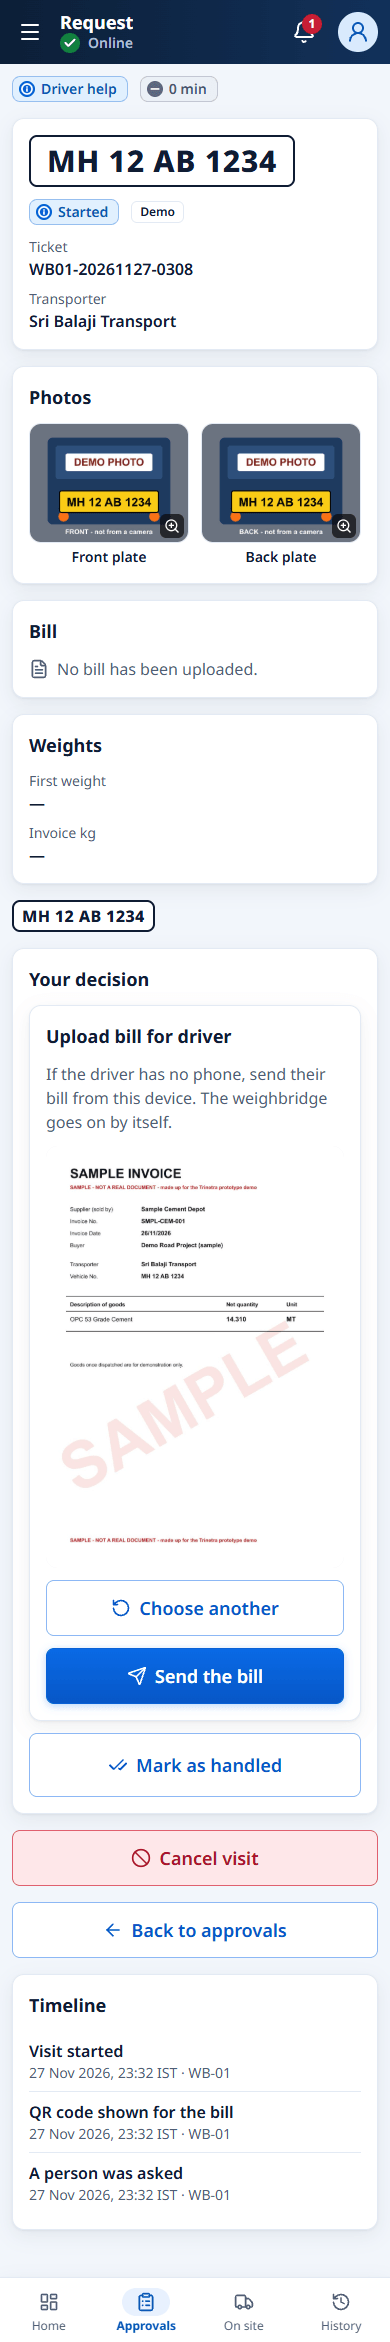 Request
Online
1
Driver help
0 min
MH 12 AB 1234
Started
Demo
Ticket
WB01-20261127-0308
Transporter
Sri Balaji Transport
Photos
DEMO PHOTO
MH 12 AB 1234
FRONT - not from a camera
Front plate
DEMO PHOTO
MH 12 AB 1234
BACK - not from a camera
Back plate
Bill
No bill has been uploaded.
Weights
First weight
—
Invoice kg
—
MH 12 AB 1234
Your decision
Upload bill for driver
If the driver has no phone, send their
bill from this device. The weighbridge
goes on by itself.
SAMPLE INVOICE
SAMPLE - NOT A REAL DOCUMENT - made up for the Trinetra prototype demo
Supplier (sold by) Sample Cement Depot
Invoice No. SMPL-CEM-001
Invoice Date 26/11/2026
Buyer Demo Road Project (sample)
Transporter Sri Balaji Transport
Vehicle No. MH 12 AB 1234
Description of goods Net quantity Unit
OPC 53 Grade Cement 14.310 MT
Goods once dispatched are for demonstration only.
SAMPLE
SAMPLE - NOT A REAL DOCUMENT - made up for the Trinetra prototype demo
Choose another
Send the bill
Mark as handled
Cancel visit
Back to approvals
Timeline
Visit started
27 Nov 2026, 23:32 IST · WB-01
QR code shown for the bill
27 Nov 2026, 23:32 IST · WB-01
A person was asked
27 Nov 2026, 23:32 IST · WB-01
Home
Approvals
On site
History